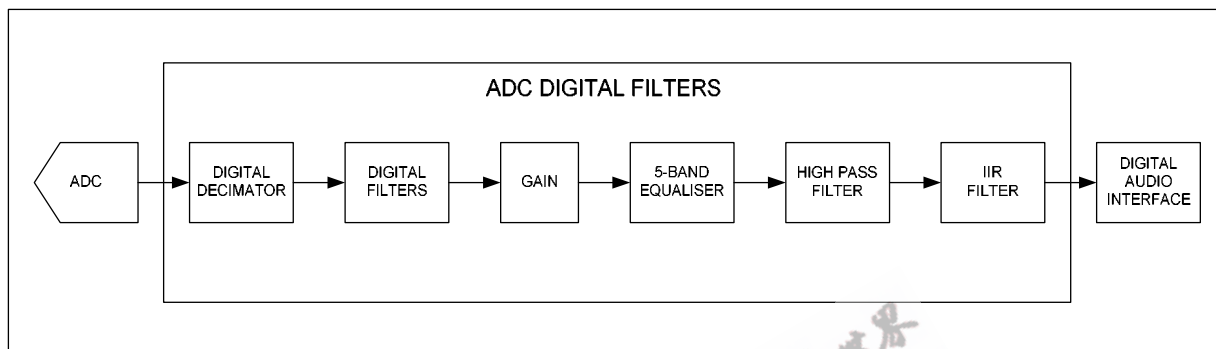 ADC DIGITAL FILTERS
ADC
DIGITAL
DECIMATOR
DIGITAL
FILTERS
GAIN
5-BAND
EQUALISER
HIGH PASS
FILTER
IIR
FILTER
DIGITAL
AUDIO
INTERFACE